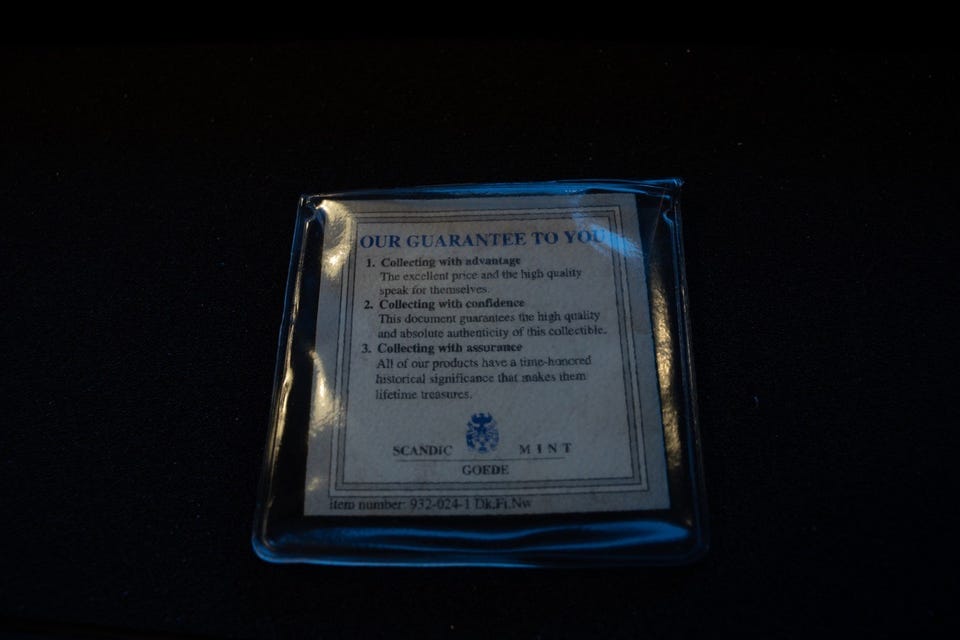 OUR GUARANTEE TO YOU
1. Collecting with advantage
The excellent price and the high quality
speak for themselves.
2. Collecting with confidence
This document guarantees the high quality
and absolute authenticity of this collectible.
3. Collecting with assurance
All of our products have a time-honored
historical significance that makes them
lifetime treasures.
SCANDIC MINT
GOEDE
item number: 932-024-1 Dk,Fi,Nw